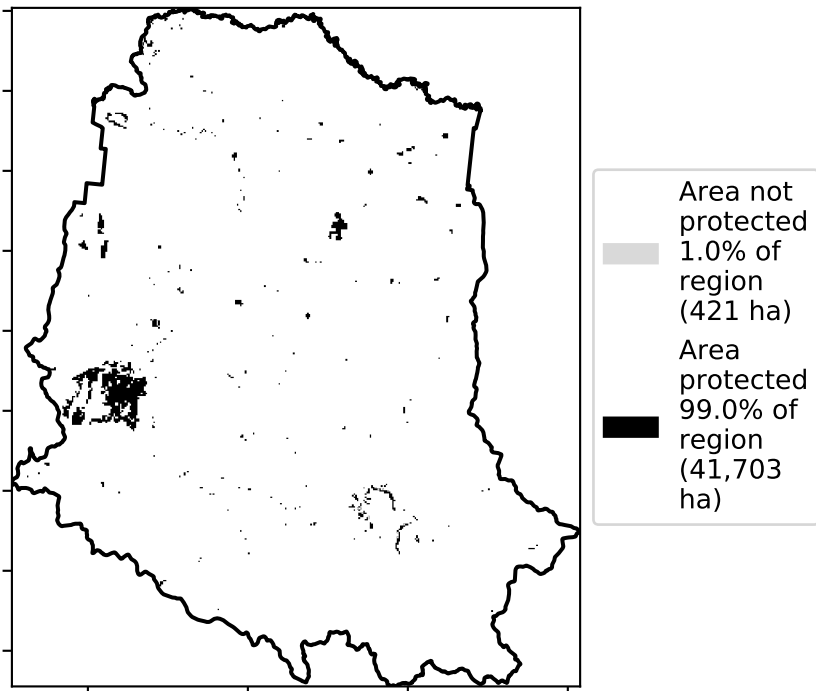 Area not
protected
1.0% of
region
(421 ha)
Area
protected
99.0% of
region
(41,703
ha)